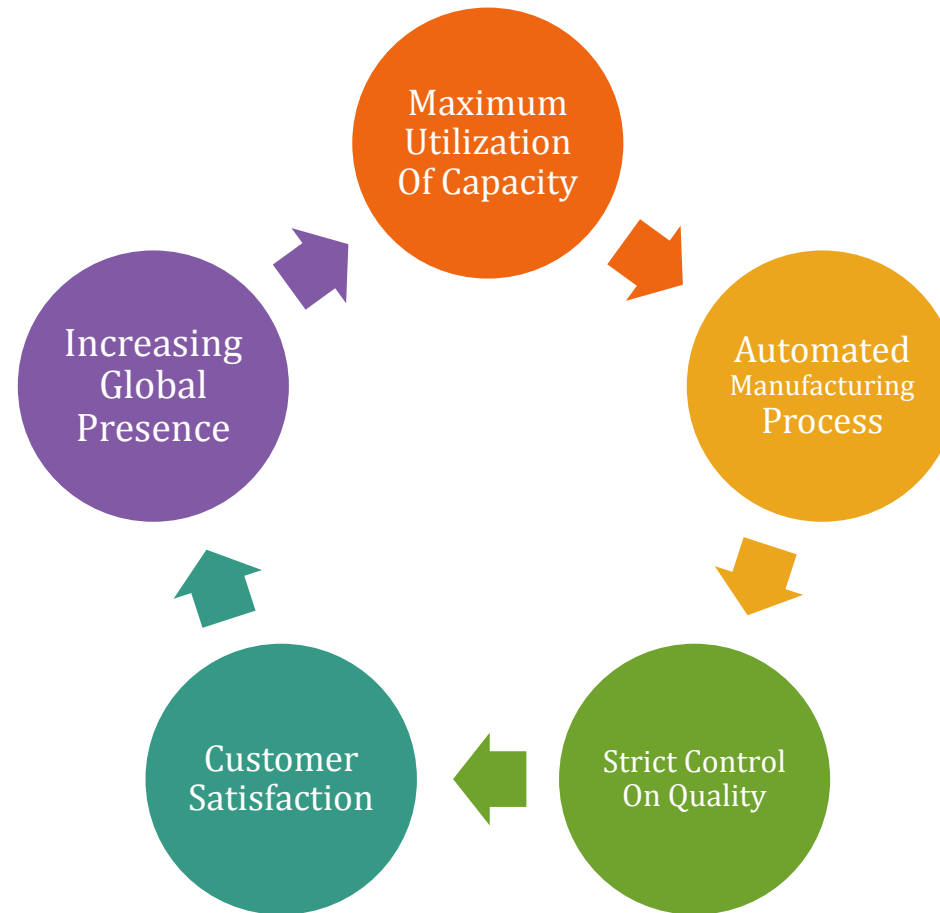 Maximum
Utilization
Of Capacity
Automated
Manufacturing
Process
Strict Control
On Quality
Customer
Satisfaction
Increasing
Global
Presence